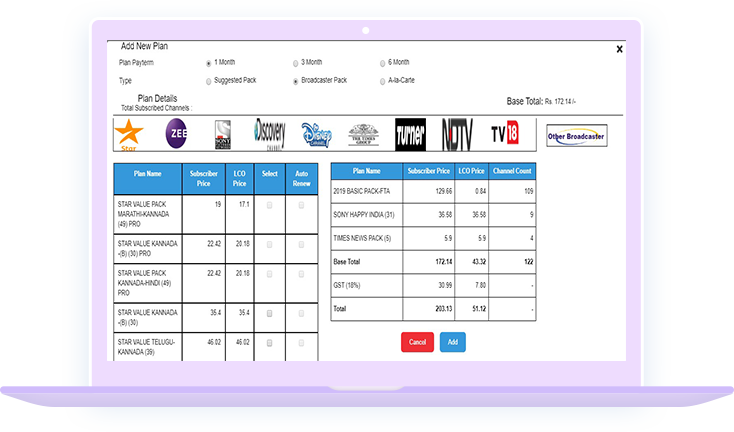 Add New Plan
x
Plan Payterm 1 Month 3 Month 6 Month
Type Suggested Pack Broadcaster Pack A-la-Carte
Plan Details
Base Total: Rs. 172.14 /-
Total Subscribed Channels :
Star
ZEE
SONY
Discovery
CHANNEL
Disney
THE TIMES
GROUP
Turner
NDTV
TV18
Other Broadcaster
Plan Name Subscriber Price LCO Price Select Auto Renew
STAR VALUE PACK MARATHI-KANNADA (49) PRO 19 17.1
STAR VALUE KANNADA -(B) (30) PRO 22.42 20.18
STAR VALUE PACK KANNADA-HINDI (49) PRO 22.42 20.18
STAR VALUE KANNADA -(B) (30) 35.4 35.4
STAR VALUE TELUGU-KANNADA (39) 46.02 46.02
Plan Name Subscriber Price LCO Price Channel Count
2019 BASIC PACK-FTA 129.66 0.84 109
SONY HAPPY INDIA (31) 36.58 36.58 9
TIMES NEWS PACK (5) 5.9 5.9 4
Base Total 172.14 43.32 122
GST (18%) 30.99 7.80 -
Total 203.13 51.12 -
Cancel Add